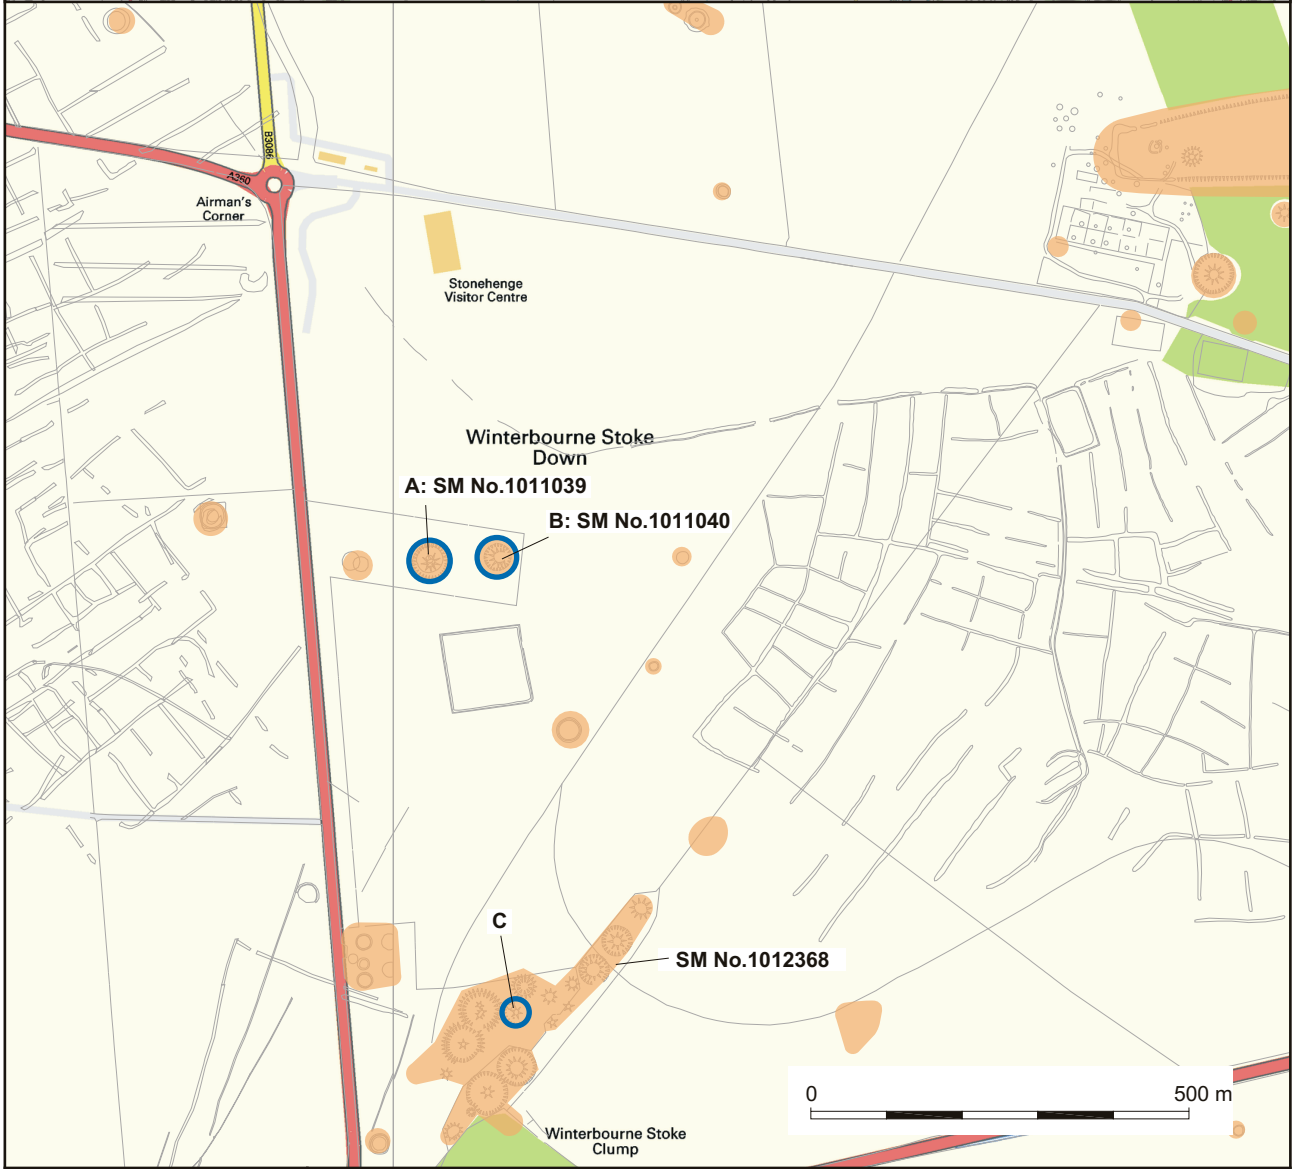 B3086
A360
Airman's
Corner
Stonehenge
Visitor Centre
Winterbourne Stoke
Down
A: SM No.1011039
B: SM No.1011040
C
SM No.1012368
0
500 m
Winterbourne Stoke
Clump